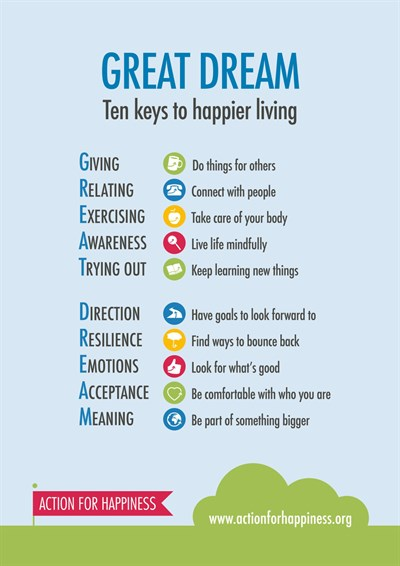 GREAT DREAM
Ten keys to happier living
GIVING Do things for others
RELATING Connect with people
EXERCISING Take care of your body
AWARENESS Live life mindfully
TRYING OUT Keep learning new things
DIRECTION Have goals to look forward to
RESILIENCE Find ways to bounce back
EMOTIONS Look for what's good
ACCEPTANCE Be comfortable with who you are
MEANING Be part of something bigger
ACTION FOR HAPPINESS
www.actionforhappiness.org